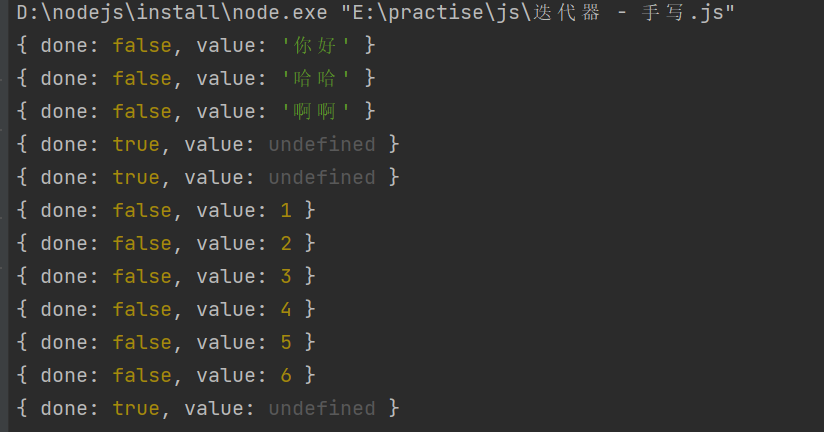 D:\nodejs\install\node.exe "E:\practise\js\迭代器 - 手写.js"
{ done: false, value: '你好' }
{ done: false, value: '哈哈' }
{ done: false, value: '啊啊' }
{ done: true, value: undefined }
{ done: true, value: undefined }
{ done: false, value: 1 }
{ done: false, value: 2 }
{ done: false, value: 3 }
{ done: false, value: 4 }
{ done: false, value: 5 }
{ done: false, value: 6 }
{ done: true, value: undefined }